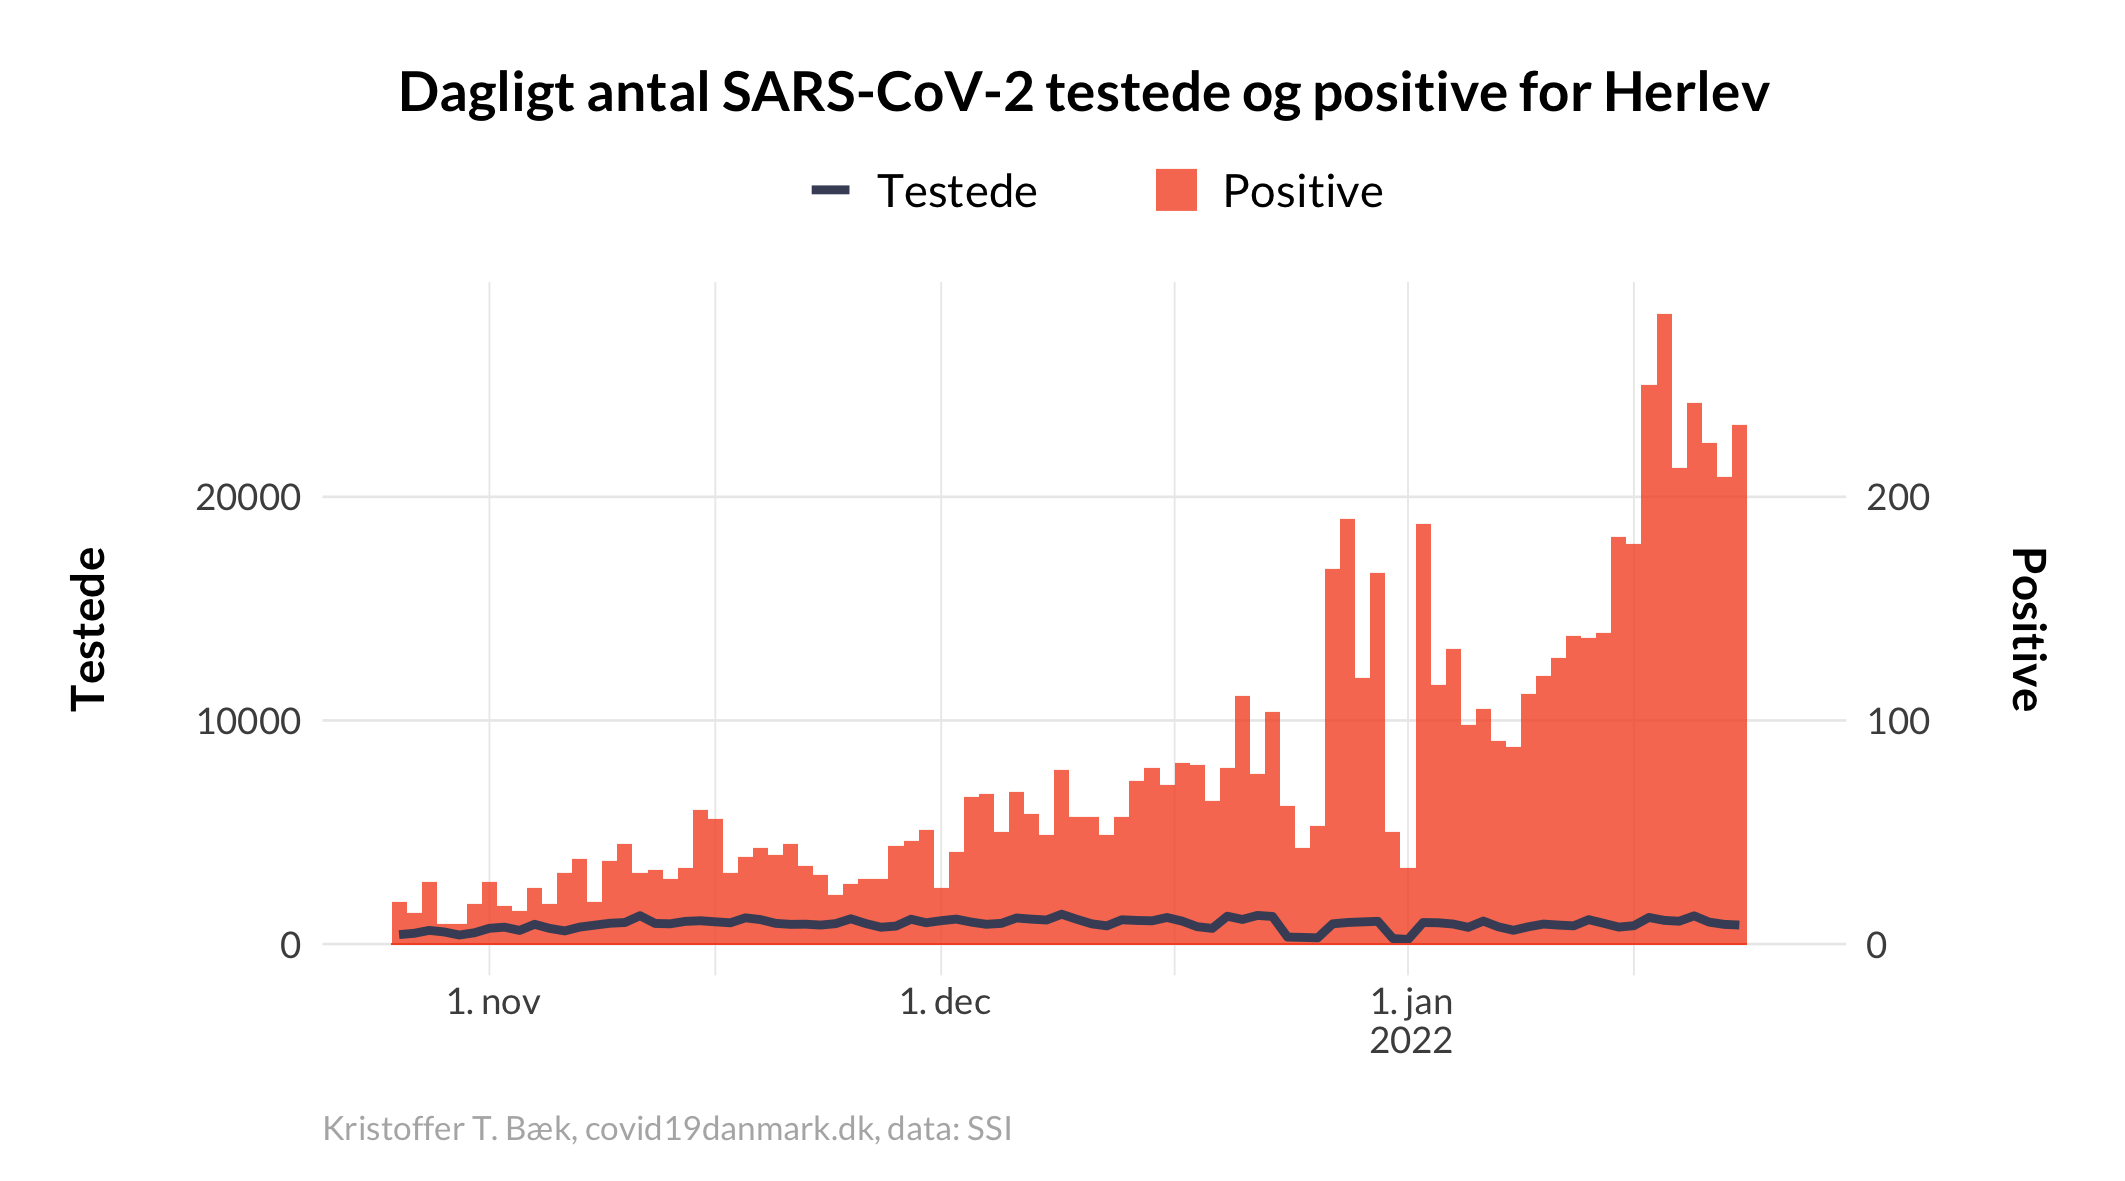 Dagligt antal SARS-CoV-2 testede og positive for Herlev
Testede
Positive
20000
10000
0
Testede
200
100
0
Positive
1. nov
1. dec
1. jan
2022
Kristoffer T. Bæk, covid19danmark.dk, data: SSI